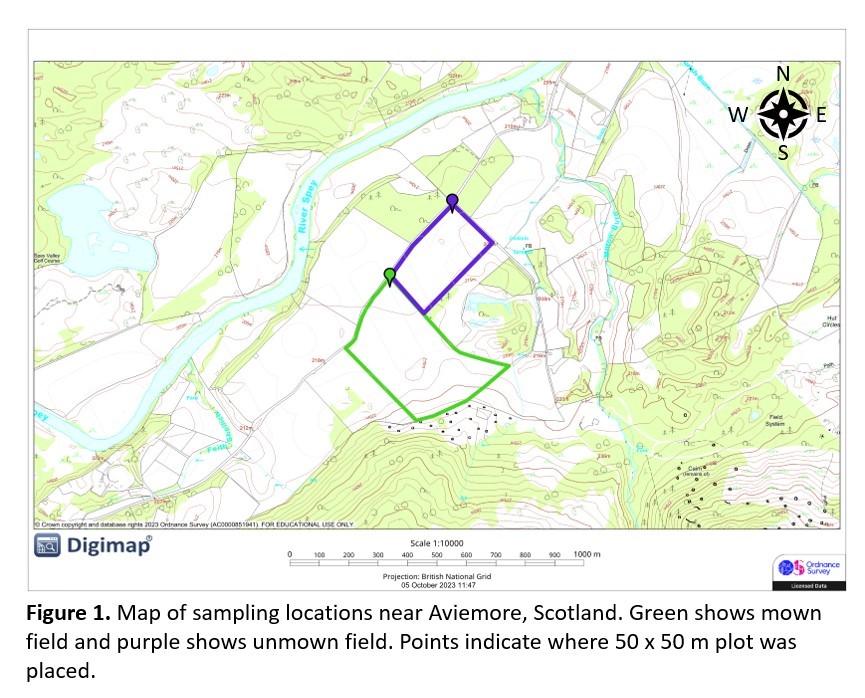 N
W E
S
River Spey
Spey Valley
Golf Course
FB
FB
FB
Hut
Circles
Field
System
Cairn
(remains of)
© Crown copyright and database rights 2023 Ordnance Survey (AC0000851941). FOR EDUCATIONAL USE ONLY.
Digimap®
Scale 1:10000
0 100 200 300 400 500 600 700 800 900 1000 m
Projection: British National Grid
05 October 2023 11:47
Ordnance
Survey
Licensed Data
Figure 1. Map of sampling locations near Aviemore, Scotland. Green shows mown
field and purple shows unmown field. Points indicate where 50 x 50 m plot was
placed.